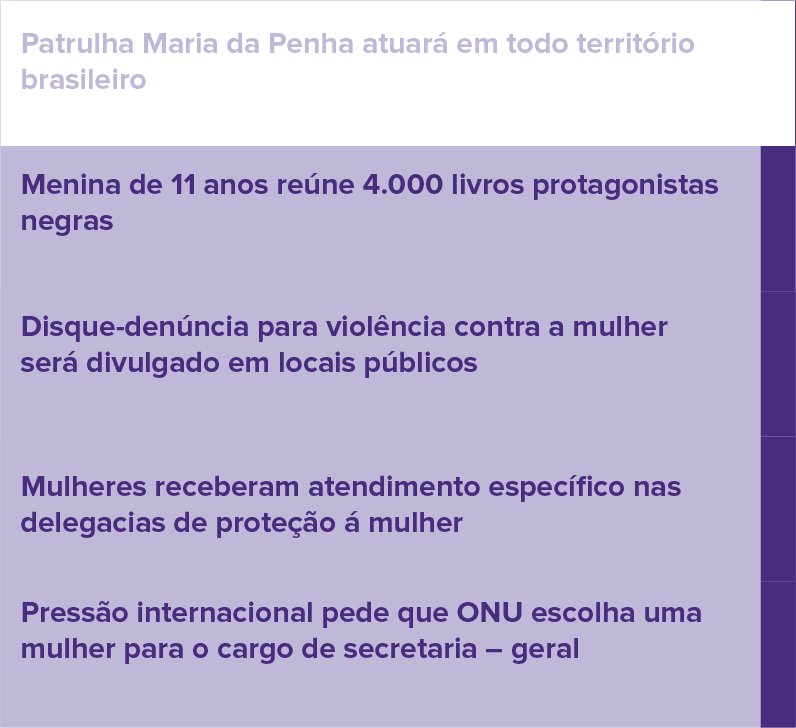 Patrulha Maria da Penha atuará em todo território
brasileiro
Menina de 11 anos reúne 4.000 livros protagonistas
negras
Disque-denúncia para violência contra a mulher
será divulgado em locais públicos
Mulheres receberam atendimento específico nas
delegacias de proteção á mulher
Pressão internacional pede que ONU escolha uma
mulher para o cargo de secretaria – geral